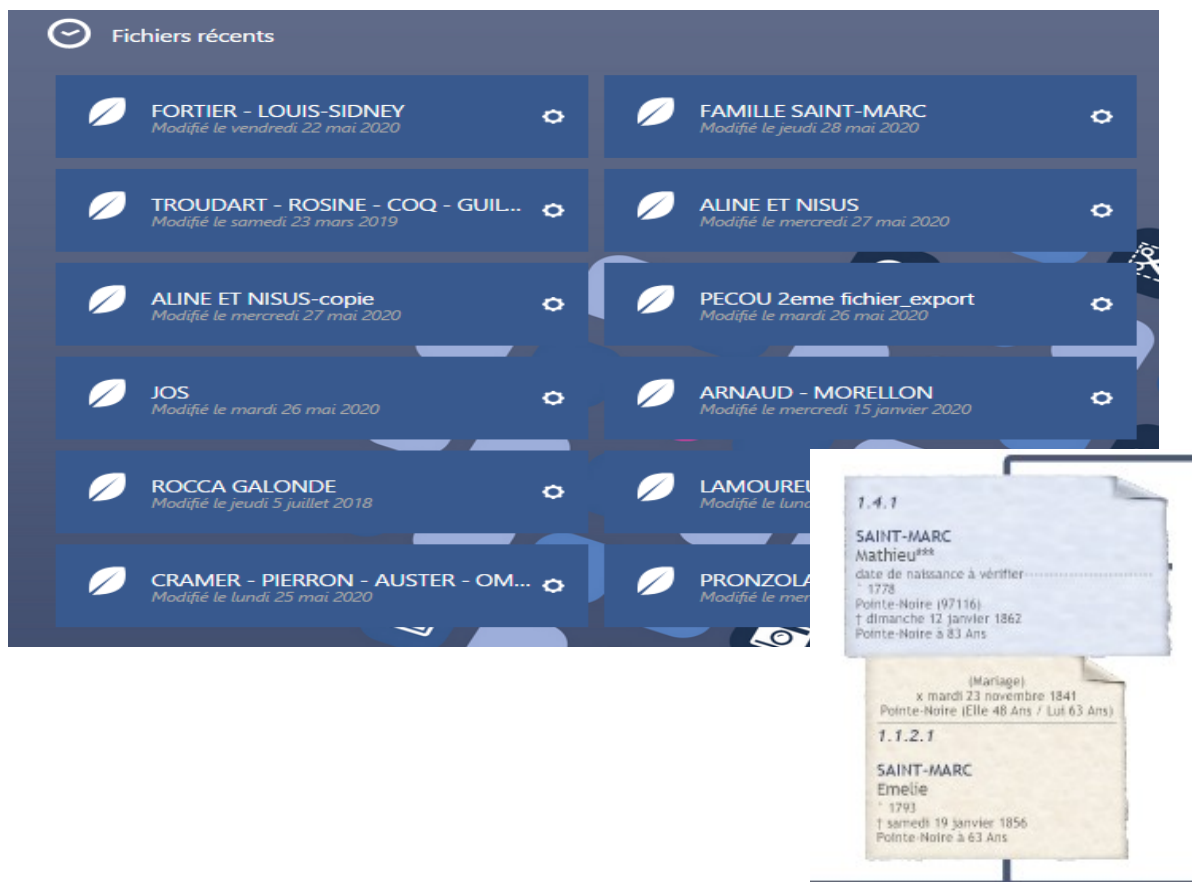 Fichiers récents
FORTIER - LOUIS-SIDNEY
Modifié le vendredi 22 mai 2020
FAMILLE SAINT-MARC
Modifié le jeudi 28 mai 2020
TROUDART - ROSINE - COQ - GUIL...
Modifié le samedi 23 mars 2019
ALINE ET NISUS
Modifié le mercredi 27 mai 2020
ALINE ET NISUS-copie
Modifié le mercredi 27 mai 2020
PECOU 2eme fichier_export
Modifié le mardi 26 mai 2020
JOS
Modifié le mardi 26 mai 2020
ARNAUD - MORELLON
Modifié le mercredi 15 janvier 2020
ROCCA GALONDE
Modifié le jeudi 5 juillet 2018
LAMOUREU
Modifié le lund
CRAMER - PIERRON - AUSTER - OM...
Modifié le lundi 25 mai 2020
PRONZOLA
Modifié le mer
1.4.1
SAINT-MARC
Mathieu***
date de naissance à vérifier
° 1778
Pointe-Noire (97116)
† dimanche 12 janvier 1862
Pointe-Noire à 83 Ans
(Mariage)
x mardi 23 novembre 1841
Pointe-Noire (Elle 48 Ans / Lui 63 Ans)
1.1.2.1
SAINT-MARC
Emelie
° 1793
† samedi 19 janvier 1856
Pointe-Noire à 63 Ans